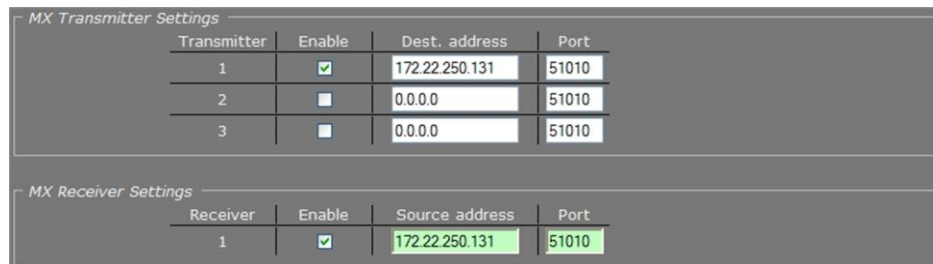 MX Transmitter Settings
Transmitter Enable Dest. address Port
1 172.22.250.131 51010
2 0.0.0.0 51010
3 0.0.0.0 51010
MX Receiver Settings
Receiver Enable Source address Port
1 172.22.250.131 51010